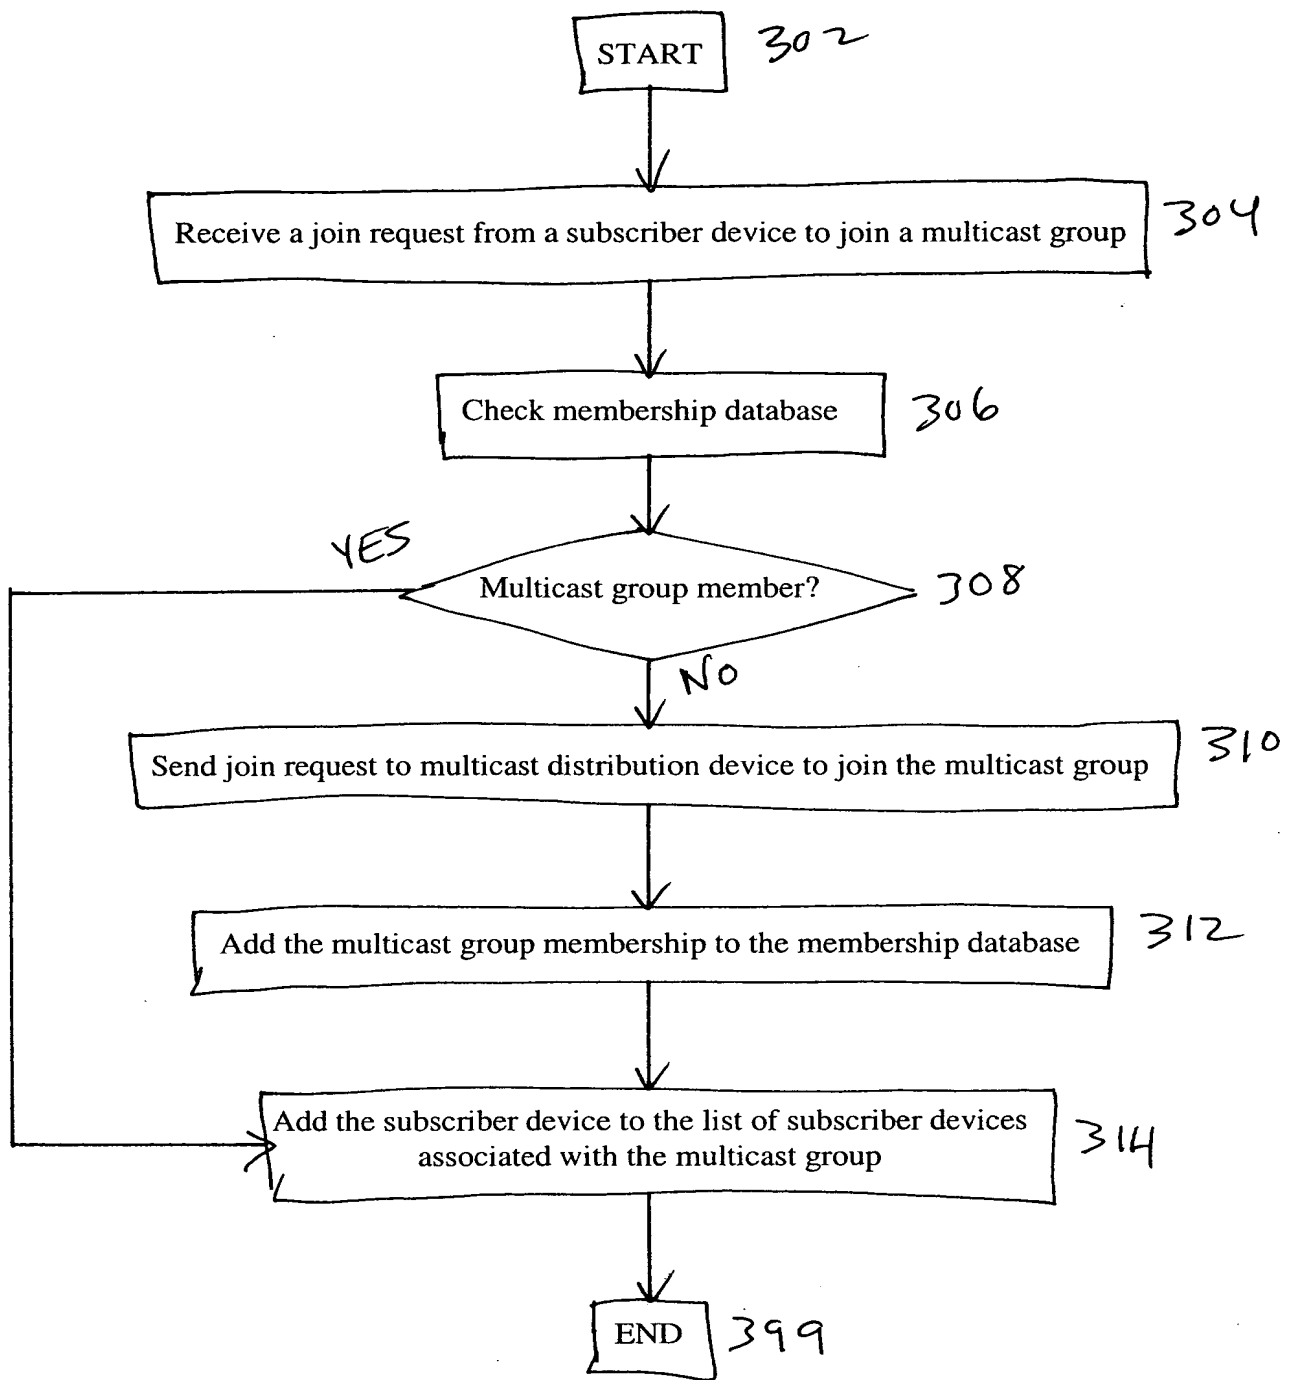 START 302
Receive a join request from a subscriber device to join a multicast group 304
Check membership database 306
YES
Multicast group member? 308
NO
Send join request to multicast distribution device to join the multicast group 310
Add the multicast group membership to the membership database 312
Add the subscriber device to the list of subscriber devices
associated with the multicast group 314
END 399